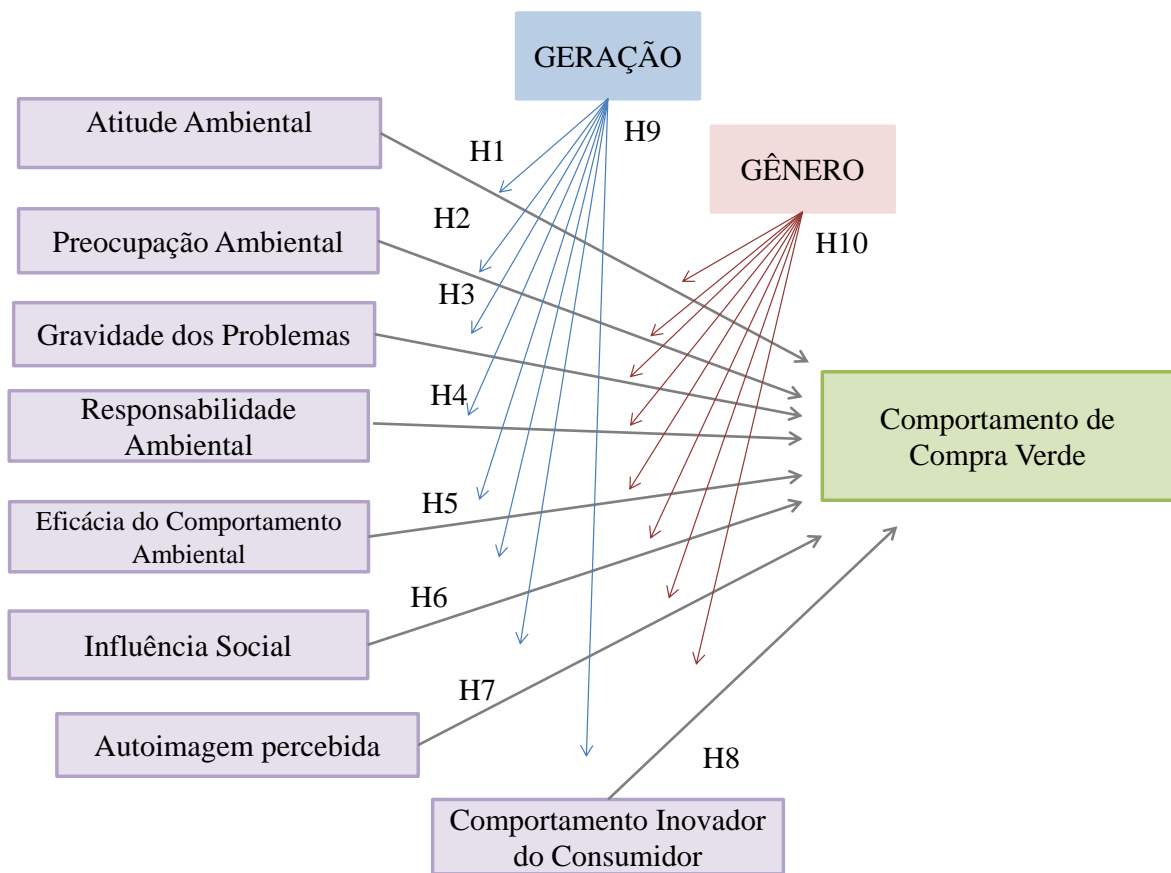 GERAÇÃO
Atitude Ambiental
H1
H9
GÊNERO
H2
Preocupação Ambiental
H10
H3
Gravidade dos Problemas
H4
Responsabilidade
Ambiental
Comportamento de
Compra Verde
H5
Eficácia do Comportamento
Ambiental
H6
Influência Social
H7
Autoimagem percebida
H8
Comportamento Inovador
do Consumidor